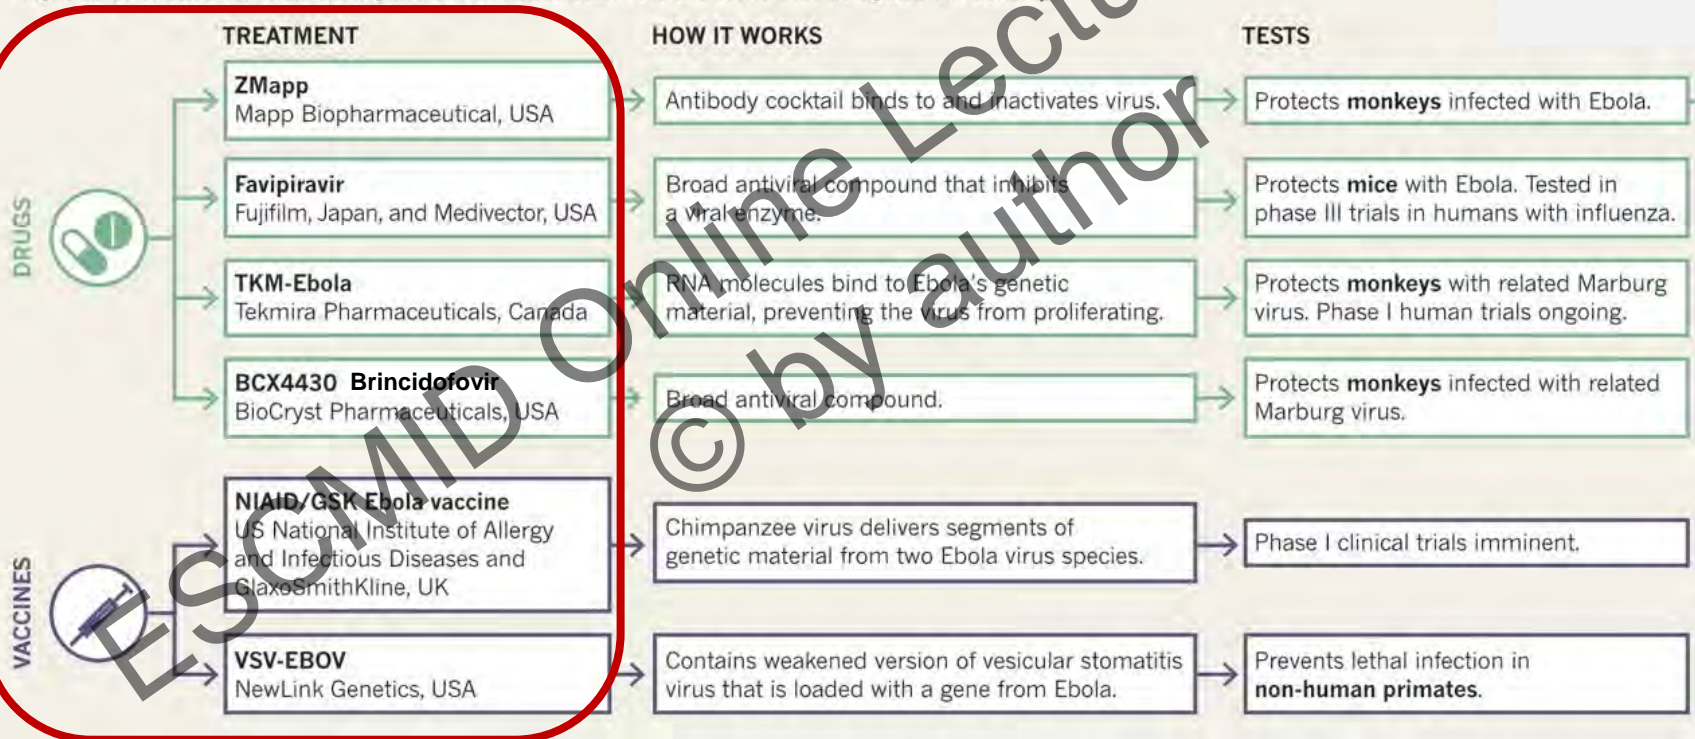 TREATMENT
HOW IT WORKS
TESTS
DRUGS
ZMapp
Mapp Biopharmaceutical, USA
Antibody cocktail binds to and inactivates virus.
Protects monkeys infected with Ebola.
Favipiravir
Fujifilm, Japan, and Medivector, USA
Broad antiviral compound that inhibits
a viral enzyme.
Protects mice with Ebola. Tested in
phase III trials in humans with influenza.
TKM-Ebola
Tekmira Pharmaceuticals, Canada
RNA molecules bind to Ebola's genetic
material, preventing the virus from proliferating.
Protects monkeys with related Marburg
virus. Phase I human trials ongoing.
BCX4430 Brincidofovir
BioCryst Pharmaceuticals, USA
Broad antiviral compound.
Protects monkeys infected with related
Marburg virus.
VACCINES
NIAID/GSK Ebola vaccine
US National Institute of Allergy
and Infectious Diseases and
GlaxoSmithKline, UK
Chimpanzee virus delivers segments of
genetic material from two Ebola virus species.
Phase I clinical trials imminent.
VSV-EBOV
NewLink Genetics, USA
Contains weakened version of vesicular stomatitis
virus that is loaded with a gene from Ebola.
Prevents lethal infection in
non-human primates.
ESCMID Online Lectu
© by author